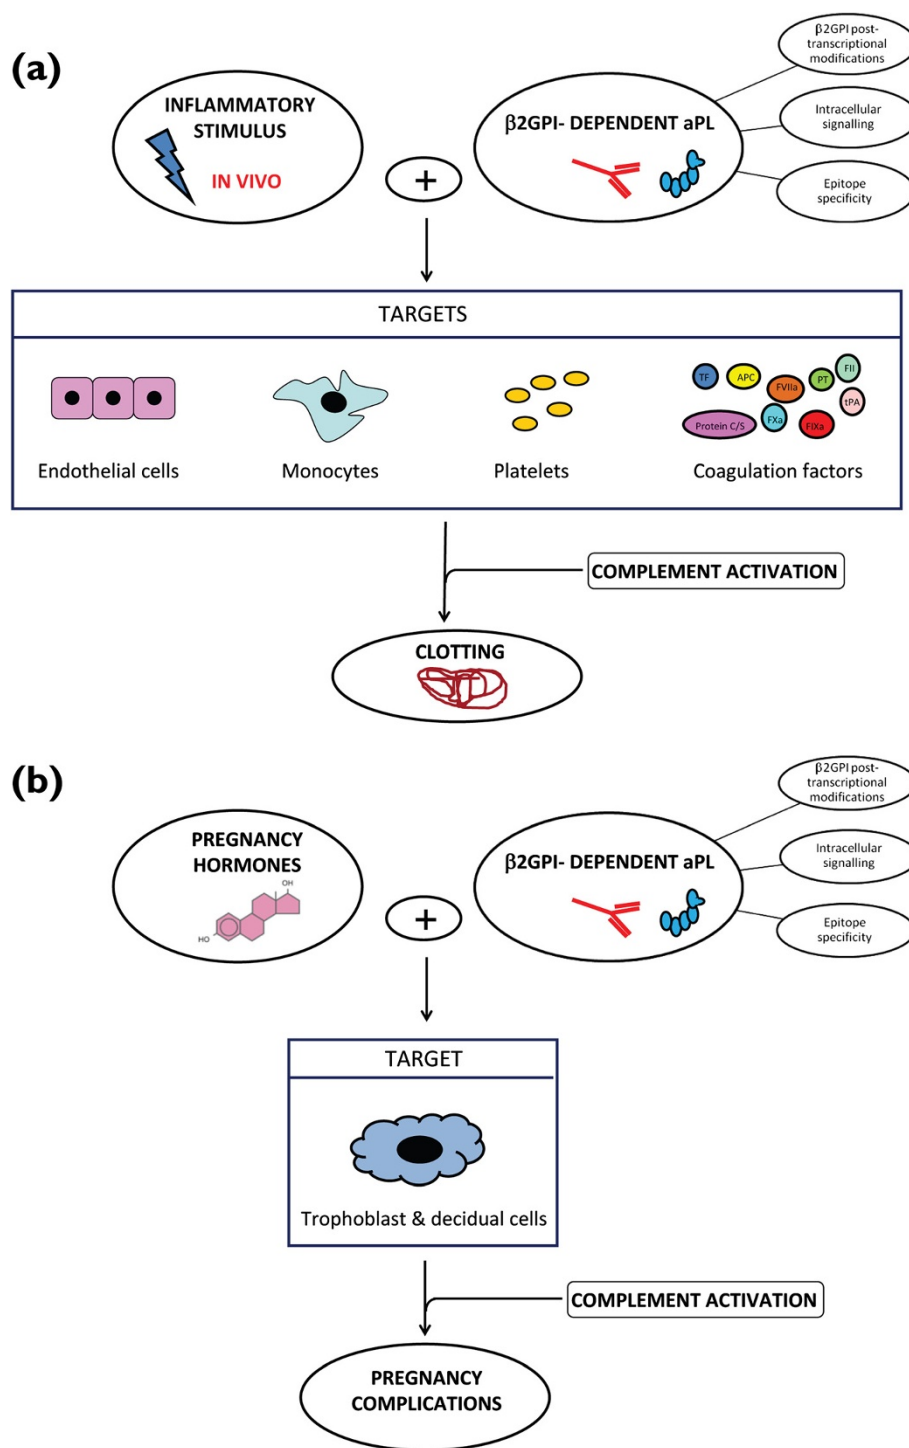 (a)
INFLAMMATORY
STIMULUS
IN VIVO
+
β2GPI- DEPENDENT aPL
β2GPI post-
transcriptional
modifications
Intracellular
signalling
Epitope
specificity
TARGETS
TF
APC
FVIIa
PT
FII
tPA
Protein C/S
FXa
FIXa
Endothelial cells
Monocytes
Platelets
Coagulation factors
COMPLEMENT ACTIVATION
CLOTTING
(b)
PREGNANCY
HORMONES
OH
HO
+
β2GPI- DEPENDENT aPL
β2GPI post-
transcriptional
modifications
Intracellular
signalling
Epitope
specificity
TARGET
Trophoblast & decidual cells
COMPLEMENT ACTIVATION
PREGNANCY
COMPLICATIONS